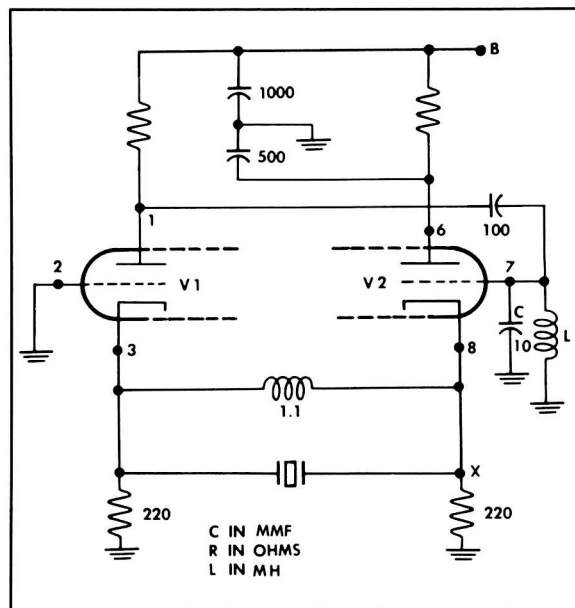 B
1000
500
1
6
100
2
V1
V2
7
C
10
L
3
8
1.1
X
220
220
C IN MMF
R IN OHMS
L IN MH